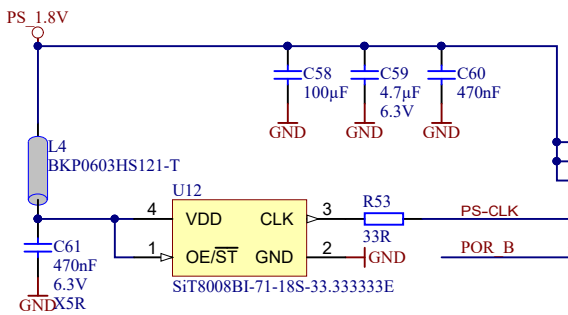 PS_1.8V
C58
100µF
GND
C59
4.7µF
6.3V
GND
C60
470nF
GND
L4
BKP0603HS121-T
U12
4
VDD
CLK
3
R53
33R
PS-CLK
1
OE/ST
GND
2
GND
POR_B
SiT8008BI-71-18S-33.333333E
C61
470nF
6.3V
X5R
GND